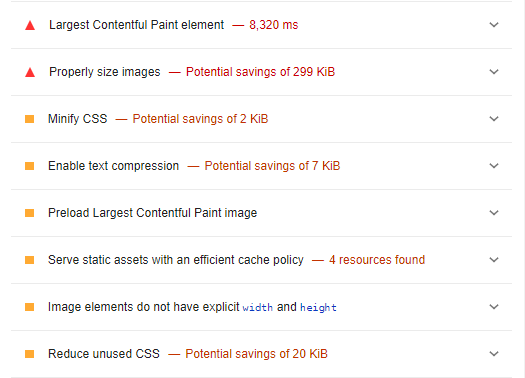 Largest Contentful Paint element — 8,320 ms
Properly size images — Potential savings of 299 KiB
Minify CSS — Potential savings of 2 KiB
Enable text compression — Potential savings of 7 KiB
Preload Largest Contentful Paint image
Serve static assets with an efficient cache policy — 4 resources found
Image elements do not have explicit width and height
Reduce unused CSS — Potential savings of 20 KiB